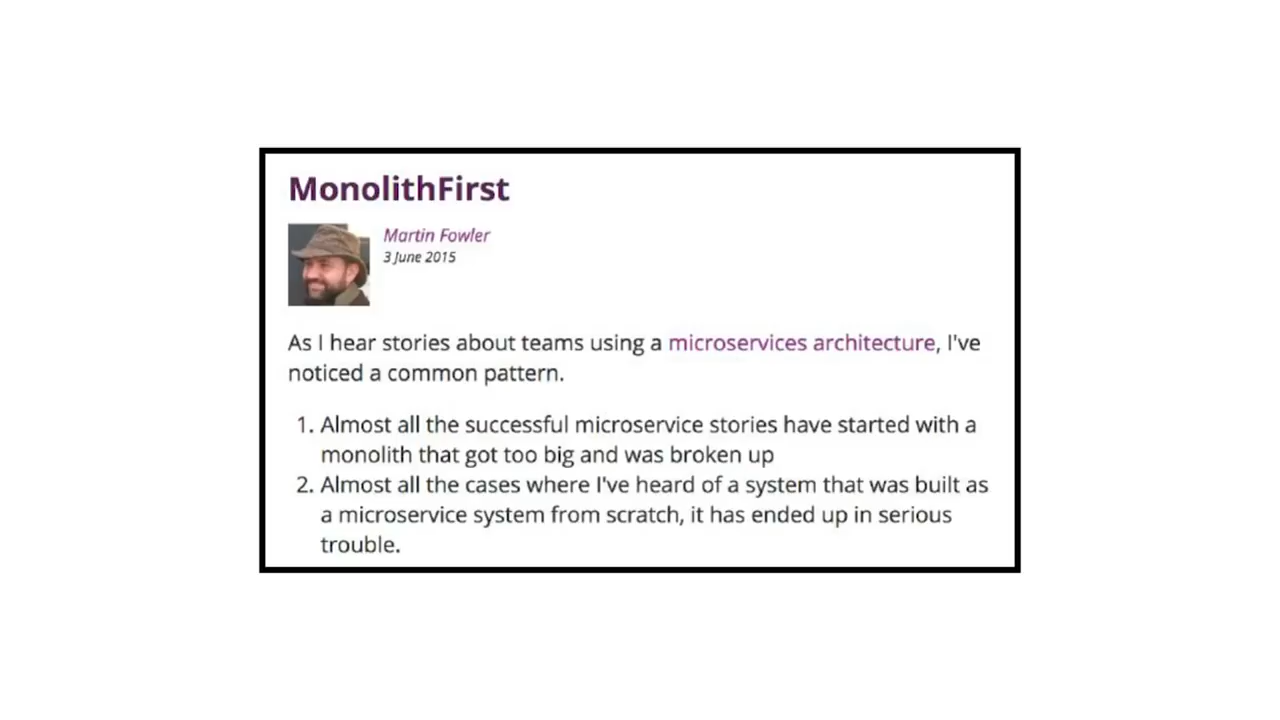 MonolithFirst
Martin Fowler
3 June 2015
As I hear stories about teams using a microservices architecture, I've
noticed a common pattern.
1. Almost all the successful microservice stories have started with a
monolith that got too big and was broken up
2. Almost all the cases where I've heard of a system that was built as
a microservice system from scratch, it has ended up in serious
trouble.